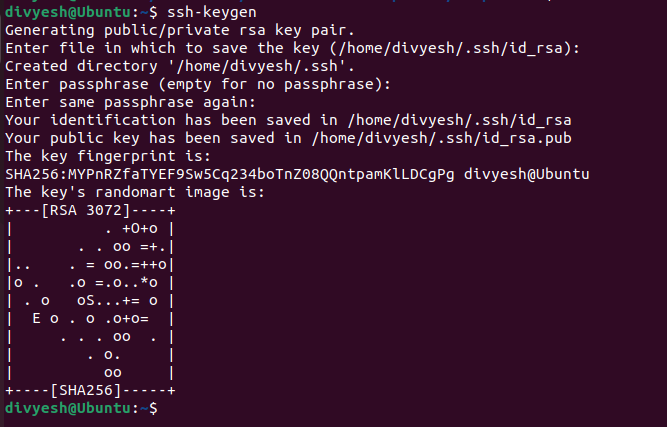 divyesh@Ubuntu:~$ ssh-keygen
Generating public/private rsa key pair.
Enter file in which to save the key (/home/divyesh/.ssh/id_rsa):
Created directory '/home/divyesh/.ssh'.
Enter passphrase (empty for no passphrase):
Enter same passphrase again:
Your identification has been saved in /home/divyesh/.ssh/id_rsa
Your public key has been saved in /home/divyesh/.ssh/id_rsa.pub
The key fingerprint is:
SHA256:MYPnRZfaTYEF9Sw5Cq234boTnZ08QQntpamKlLDCgPg divyesh@Ubuntu
The key's randomart image is:
+---[RSA 3072]----+
|          . +O+o |
|       . . oo =+.|
|..     . = oo.=++o|
|o .   .o =.o..*o |
| . o   oS...+= o |
|  E o . o .o+o=  |
|     . . . oo  . |
|        . o.     |
|          oo     |
+----[SHA256]-----+
divyesh@Ubuntu:~$